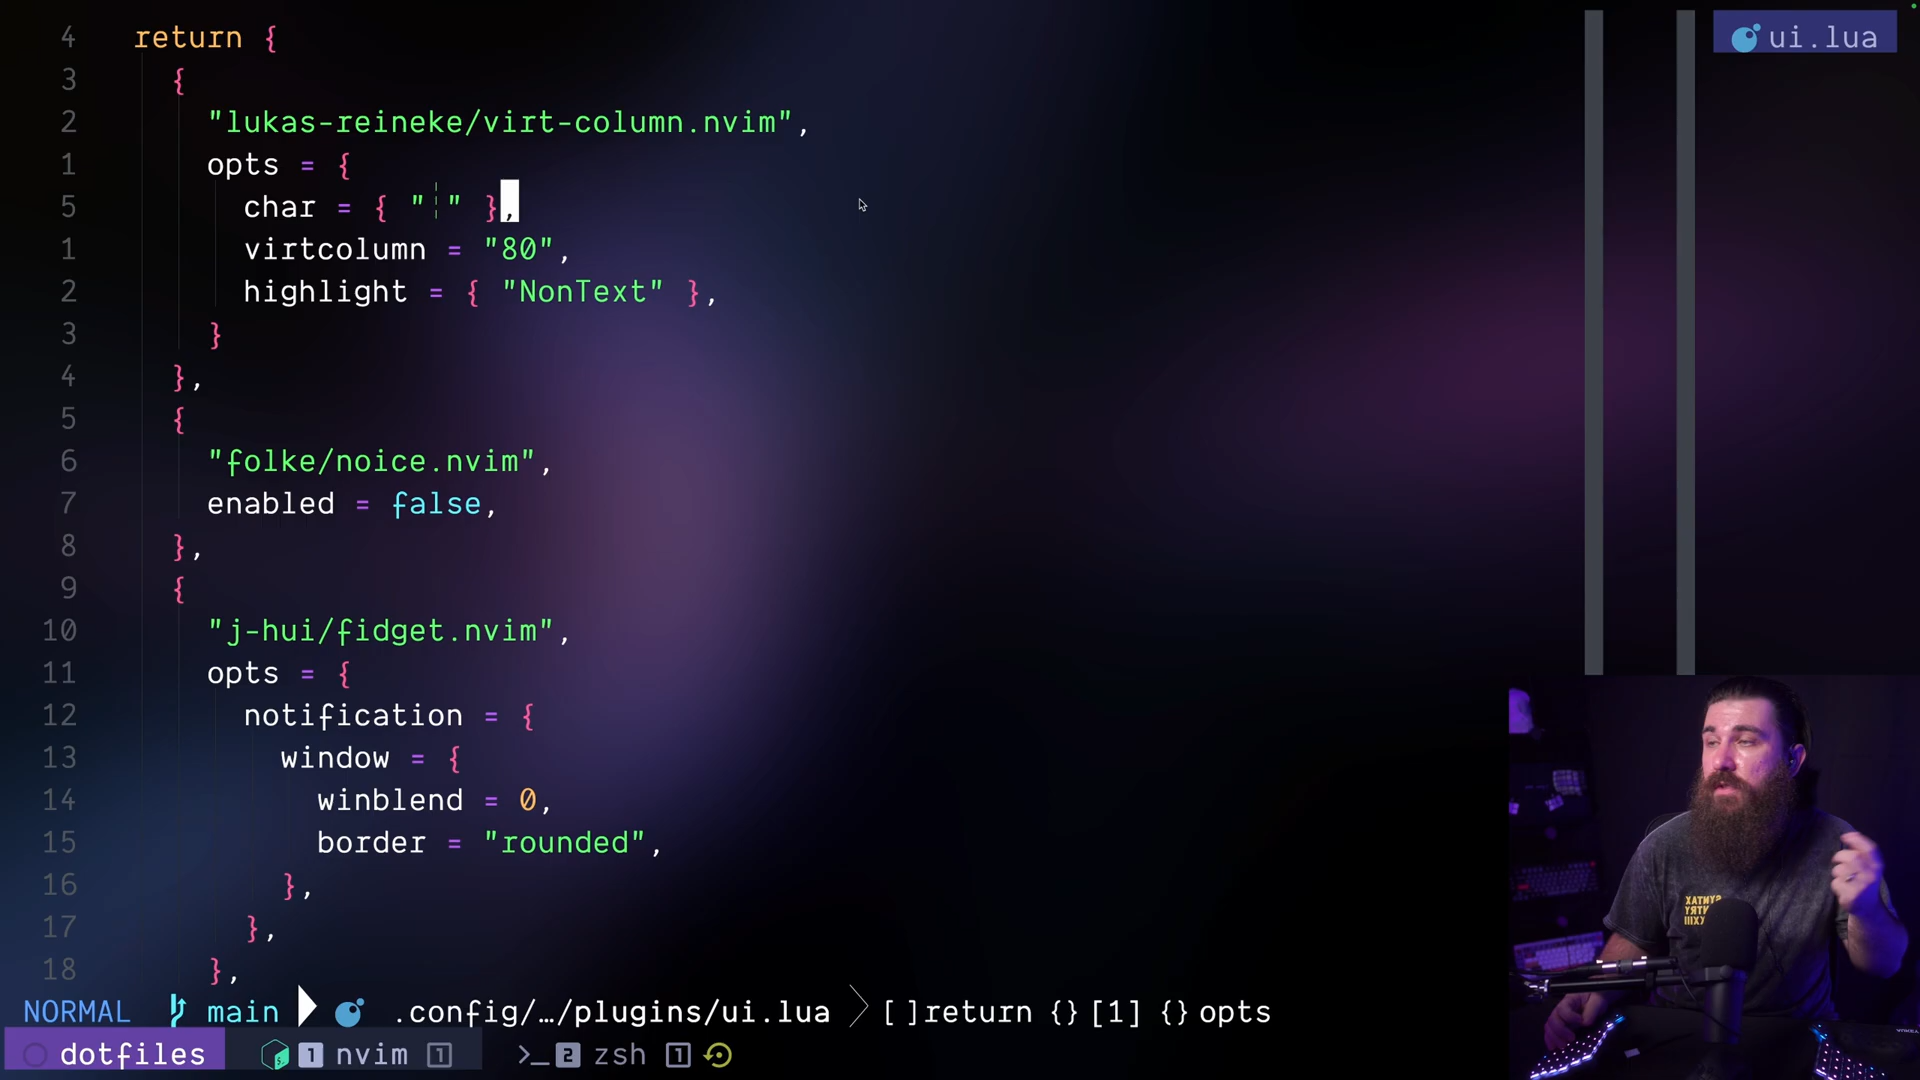 4 return {
3 {
2 "lukas-reineke/virt-column.nvim",
1 opts = {
5 char = { "┆" },
1 virtcolumn = "80",
2 highlight = { "NonText" },
3 }
4 },
5 {
6 "folke/noice.nvim",
7 enabled = false,
8 },
9 {
10 "j-hui/fidget.nvim",
11 opts = {
12 notification = {
13 window = {
14 winblend = 0,
15 border = "rounded",
16 },
17 },
18 },
ui.lua
NORMAL main .config/…/plugins/ui.lua []return {} [1] {} opts
dotfiles 1 nvim 1 >_ 2 zsh 1